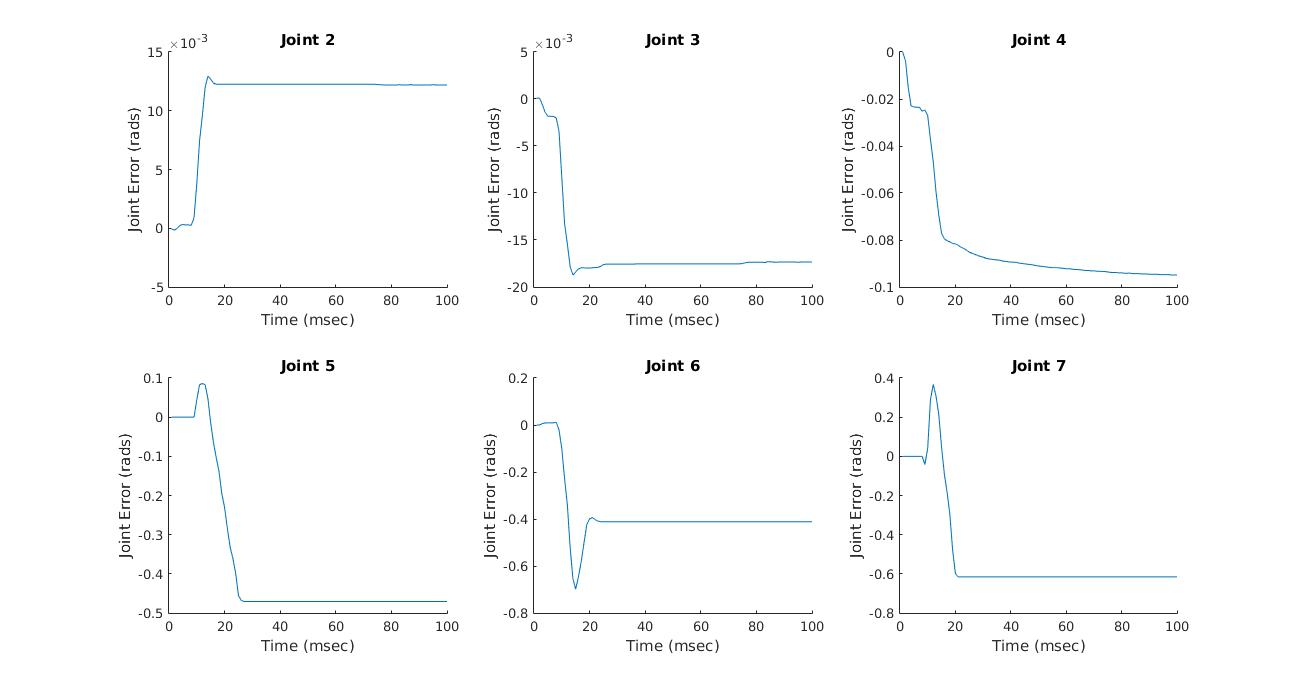 Joint 2
×10-3
15
10
5
0
-5
Joint Error (rads)
0 20 40 60 80 100
Time (msec)
Joint 3
×10-3
5
0
-5
-10
-15
-20
Joint Error (rads)
0 20 40 60 80 100
Time (msec)
Joint 4
0
-0.02
-0.04
-0.06
-0.08
-0.1
Joint Error (rads)
0 20 40 60 80 100
Time (msec)
Joint 5
0.1
0
-0.1
-0.2
-0.3
-0.4
-0.5
Joint Error (rads)
0 20 40 60 80 100
Time (msec)
Joint 6
0.2
0
-0.2
-0.4
-0.6
-0.8
Joint Error (rads)
0 20 40 60 80 100
Time (msec)
Joint 7
0.4
0.2
0
-0.2
-0.4
-0.6
-0.8
Joint Error (rads)
0 20 40 60 80 100
Time (msec)